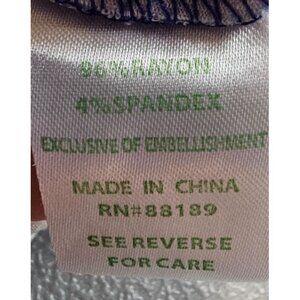 96% RAYON
4% SPANDEX
EXCLUSIVE OF EMBELLISHMENT
MADE IN CHINA
RN#88189
SEE REVERSE
FOR CARE